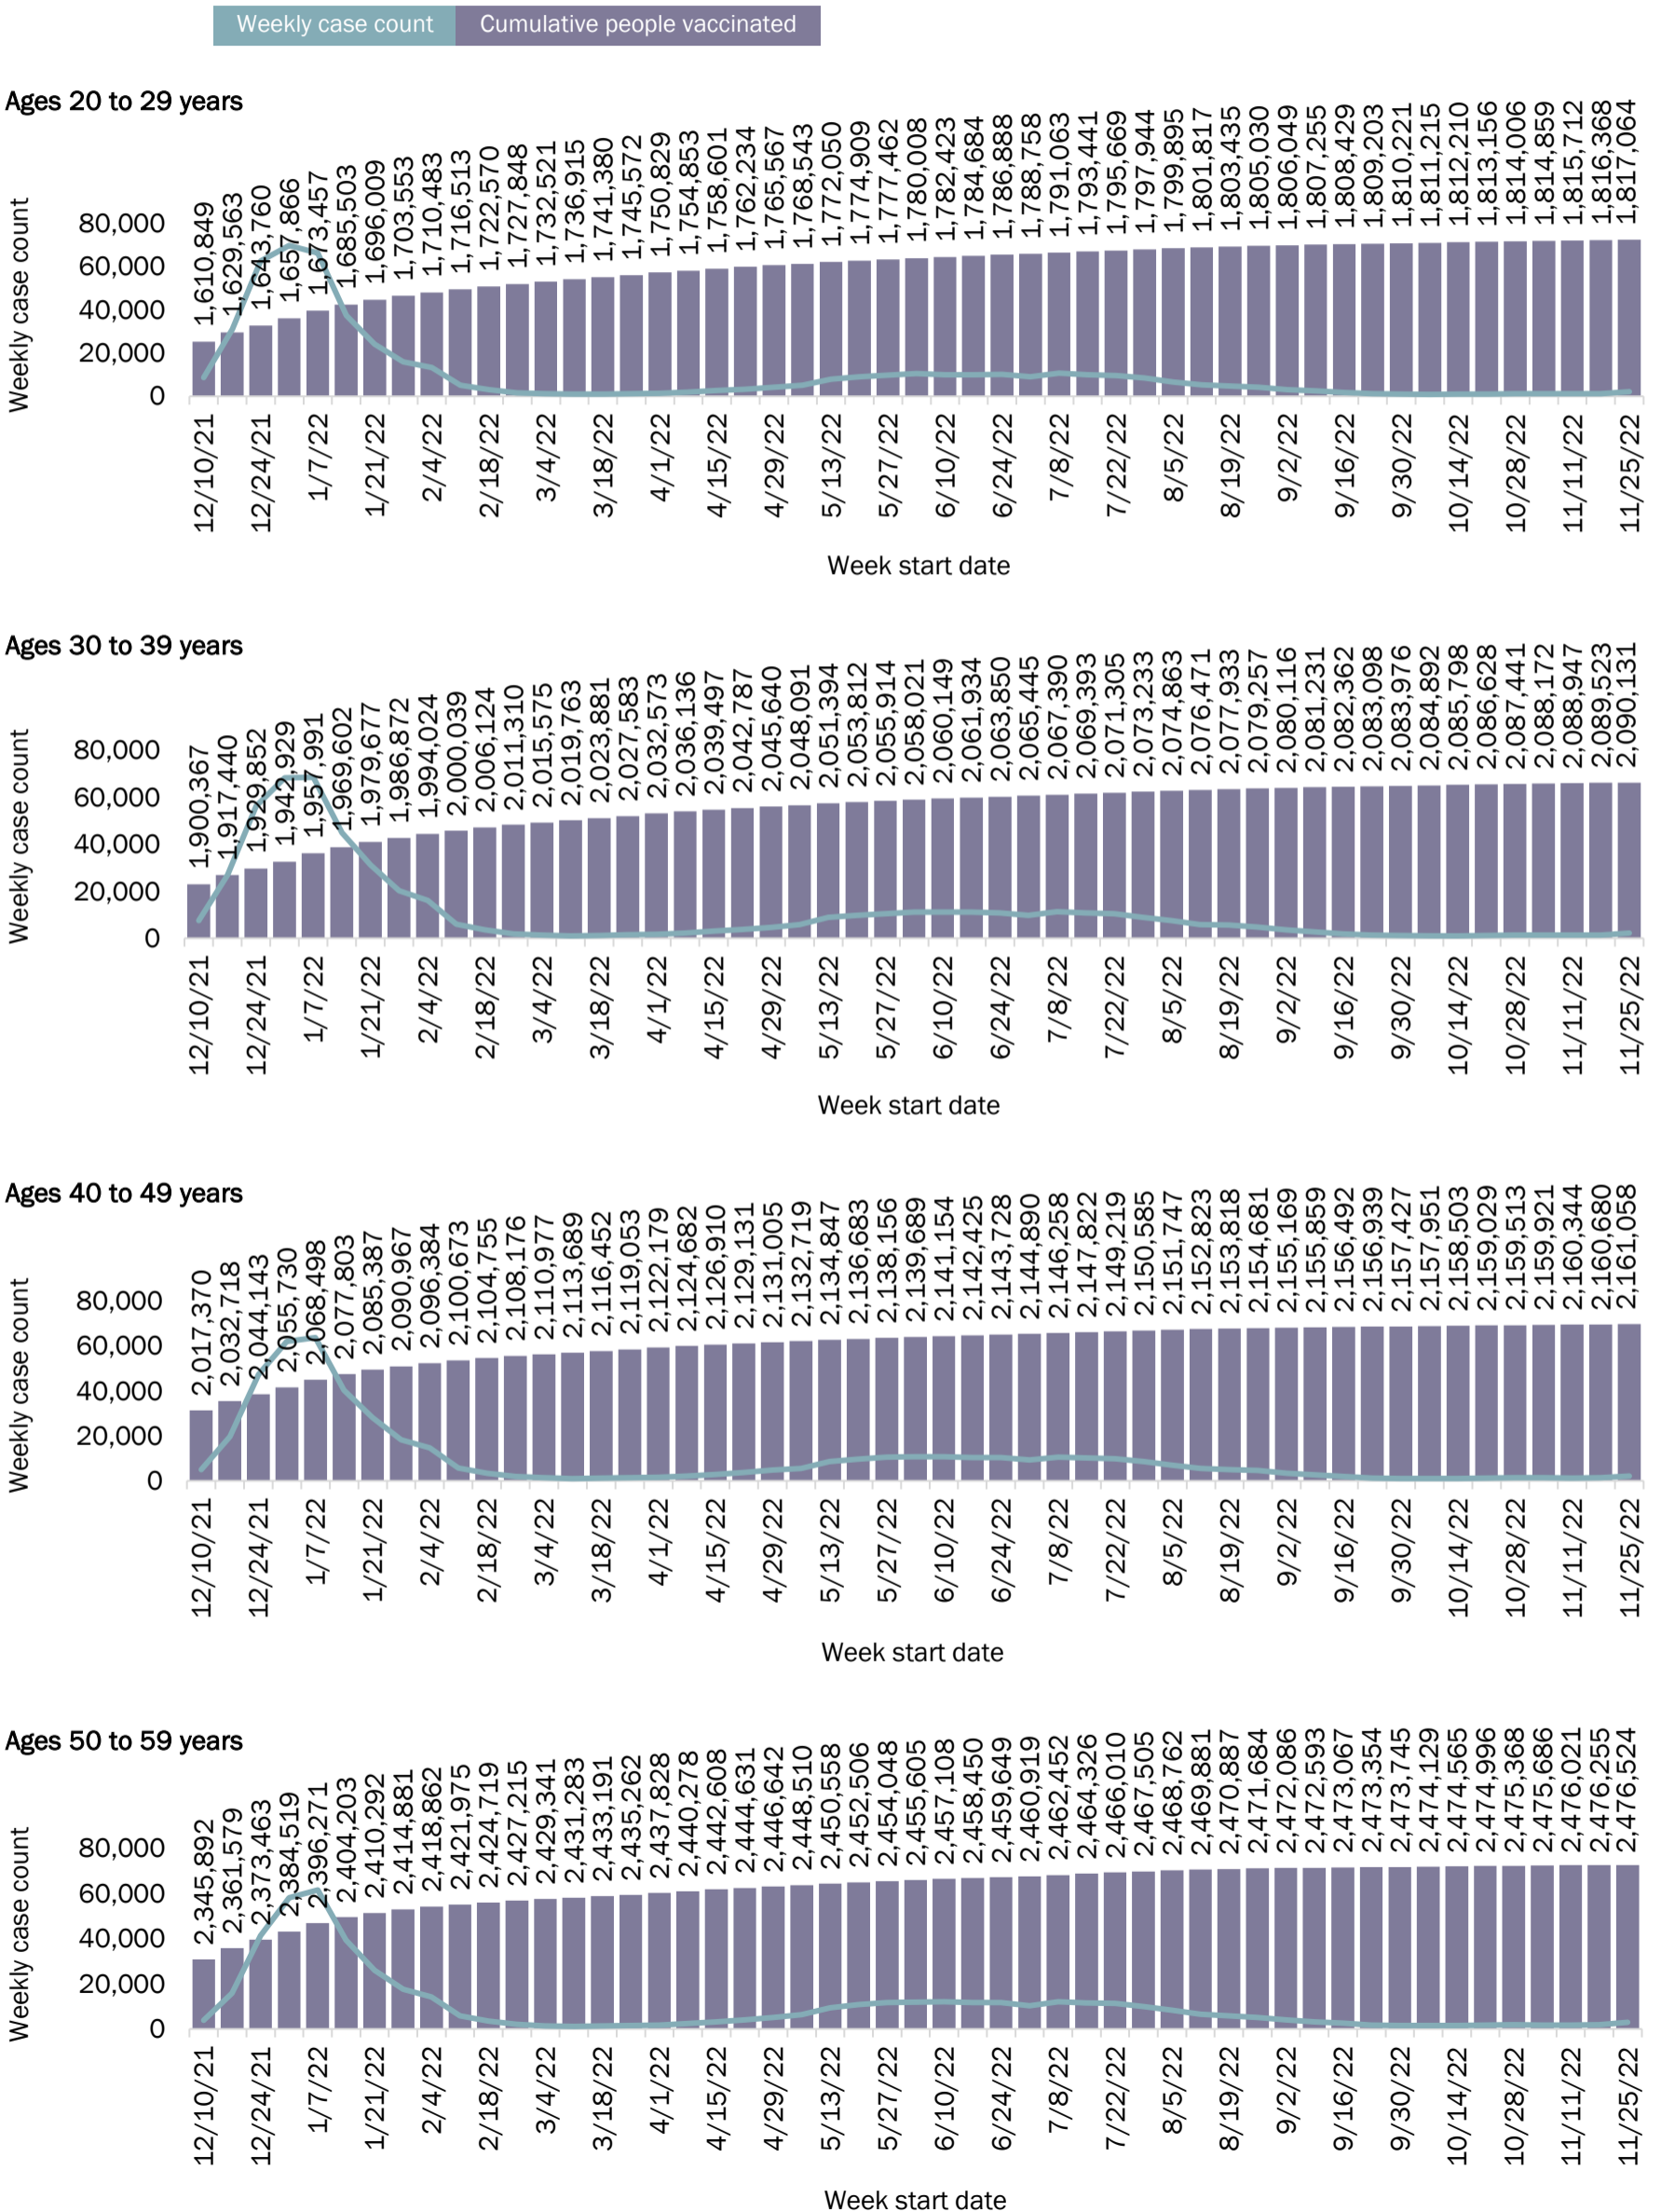 Weekly case count Cumulative people vaccinated
Ages 20 to 29 years
Weekly case count
80,000
60,000
40,000
20,000
0
1,610,849 1,629,563 1,643,760 1,657,866 1,673,457 1,685,503 1,696,009 1,703,553 1,710,483 1,716,513 1,722,570 1,727,848 1,732,521 1,736,915 1,741,380 1,745,572 1,750,829 1,754,853 1,758,601 1,762,234 1,765,567 1,768,543 1,772,050 1,774,909 1,777,462 1,780,008 1,782,423 1,784,684 1,786,888 1,788,758 1,791,063 1,793,441 1,795,669 1,797,944 1,799,895 1,801,817 1,803,435 1,805,030 1,806,049 1,807,255 1,808,429 1,809,203 1,810,221 1,811,215 1,812,210 1,813,156 1,814,006 1,814,859 1,815,712 1,816,368 1,817,064
12/10/21 12/24/21 1/7/22 1/21/22 2/4/22 2/18/22 3/4/22 3/18/22 4/1/22 4/15/22 4/29/22 5/13/22 5/27/22 6/10/22 6/24/22 7/8/22 7/22/22 8/5/22 8/19/22 9/2/22 9/16/22 9/30/22 10/14/22 10/28/22 11/11/22 11/25/22
Week start date
Ages 30 to 39 years
Weekly case count
80,000
60,000
40,000
20,000
0
1,900,367 1,917,440 1,929,852 1,942,929 1,957,991 1,969,602 1,979,677 1,986,872 1,994,024 2,000,039 2,006,124 2,011,310 2,015,575 2,019,763 2,023,881 2,027,583 2,032,573 2,036,136 2,039,497 2,042,787 2,045,640 2,048,091 2,051,394 2,053,812 2,055,914 2,058,021 2,060,149 2,061,934 2,063,850 2,065,445 2,067,390 2,069,393 2,071,305 2,073,233 2,074,863 2,076,471 2,077,933 2,079,257 2,080,116 2,081,231 2,082,362 2,083,098 2,083,976 2,084,892 2,085,798 2,086,628 2,087,441 2,088,172 2,088,947 2,089,523 2,090,131
12/10/21 12/24/21 1/7/22 1/21/22 2/4/22 2/18/22 3/4/22 3/18/22 4/1/22 4/15/22 4/29/22 5/13/22 5/27/22 6/10/22 6/24/22 7/8/22 7/22/22 8/5/22 8/19/22 9/2/22 9/16/22 9/30/22 10/14/22 10/28/22 11/11/22 11/25/22
Week start date
Ages 40 to 49 years
Weekly case count
80,000
60,000
40,000
20,000
0
2,017,370 2,032,718 2,044,143 2,055,730 2,068,498 2,077,803 2,085,387 2,090,967 2,096,384 2,100,673 2,104,755 2,108,176 2,110,977 2,113,689 2,116,452 2,119,053 2,122,179 2,124,682 2,126,910 2,129,131 2,131,005 2,132,719 2,134,847 2,136,683 2,138,156 2,139,689 2,141,154 2,142,425 2,143,728 2,144,890 2,146,258 2,147,822 2,149,219 2,150,585 2,151,747 2,152,823 2,153,818 2,154,681 2,155,169 2,155,859 2,156,492 2,156,939 2,157,427 2,157,951 2,158,503 2,159,029 2,159,513 2,159,921 2,160,344 2,160,680 2,161,058
12/10/21 12/24/21 1/7/22 1/21/22 2/4/22 2/18/22 3/4/22 3/18/22 4/1/22 4/15/22 4/29/22 5/13/22 5/27/22 6/10/22 6/24/22 7/8/22 7/22/22 8/5/22 8/19/22 9/2/22 9/16/22 9/30/22 10/14/22 10/28/22 11/11/22 11/25/22
Week start date
Ages 50 to 59 years
Weekly case count
80,000
60,000
40,000
20,000
0
2,345,892 2,361,579 2,373,463 2,384,519 2,396,271 2,404,203 2,410,292 2,414,881 2,418,862 2,421,975 2,424,719 2,427,215 2,429,341 2,431,283 2,433,191 2,435,262 2,437,828 2,440,278 2,442,608 2,444,631 2,446,642 2,448,510 2,450,558 2,452,506 2,454,048 2,455,605 2,457,108 2,458,450 2,459,649 2,460,919 2,462,452 2,464,326 2,466,010 2,467,505 2,468,762 2,469,881 2,470,887 2,471,684 2,472,086 2,472,593 2,473,067 2,473,354 2,473,745 2,474,129 2,474,565 2,474,996 2,475,368 2,475,686 2,476,021 2,476,255 2,476,524
12/10/21 12/24/21 1/7/22 1/21/22 2/4/22 2/18/22 3/4/22 3/18/22 4/1/22 4/15/22 4/29/22 5/13/22 5/27/22 6/10/22 6/24/22 7/8/22 7/22/22 8/5/22 8/19/22 9/2/22 9/16/22 9/30/22 10/14/22 10/28/22 11/11/22 11/25/22
Week start date